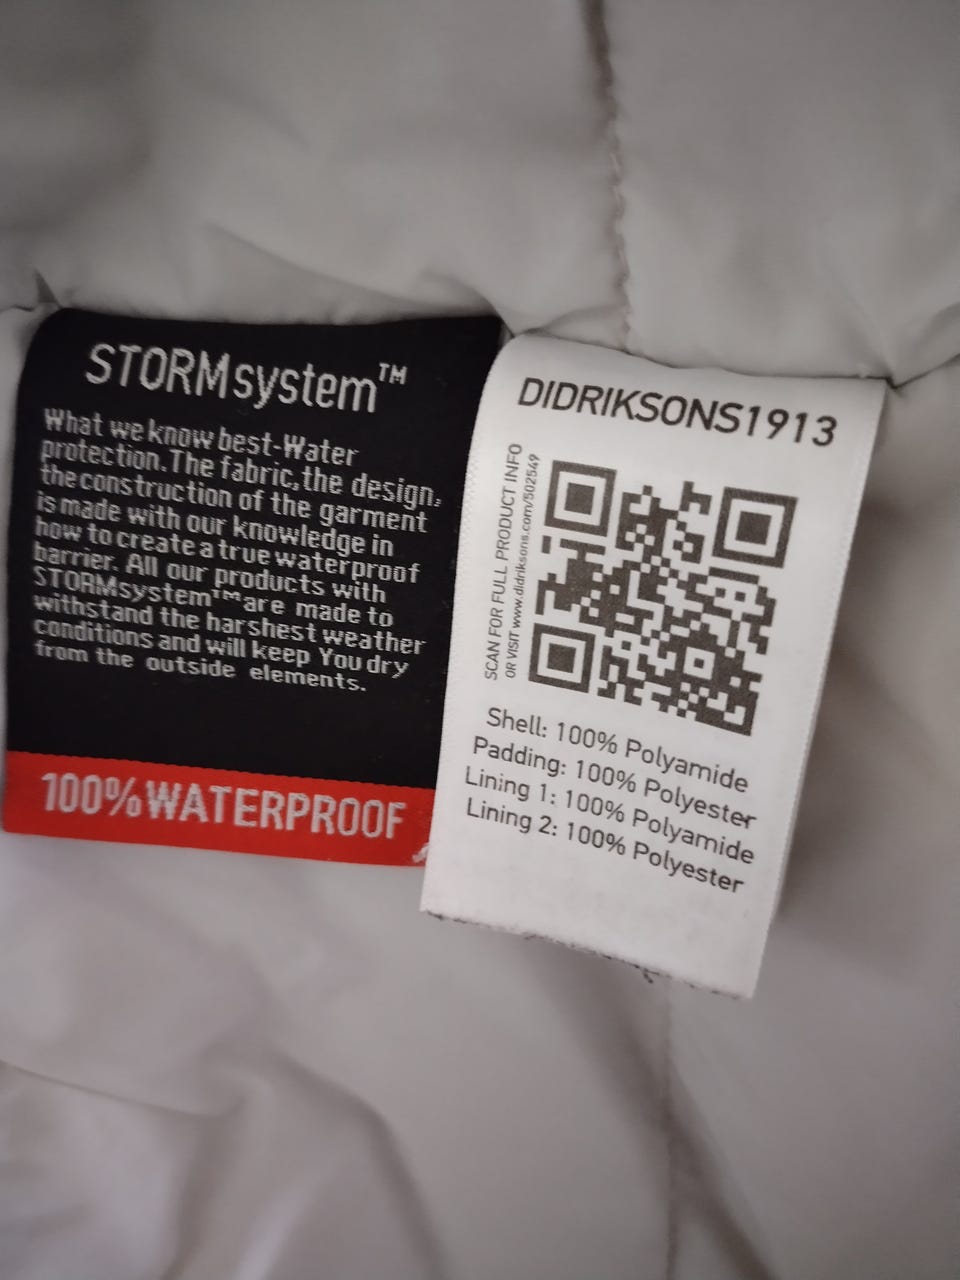 STORMsystem™
What we know best-Water
protection.The fabric,the design,
the construction of the garment
is made with our knowledge in
how to create a true waterproof
barrier. All our products with
STORMsystem™are made to
withstand the harshest weather
conditions and will keep You dry
from the outside elements.
100%WATERPROOF
DIDRIKSONS1913
SCAN FOR FULL PRODUCT INFO
OR VISIT www.didriksons.com/502549
Shell: 100% Polyamide
Padding: 100% Polyester
Lining 1: 100% Polyamide
Lining 2: 100% Polyester